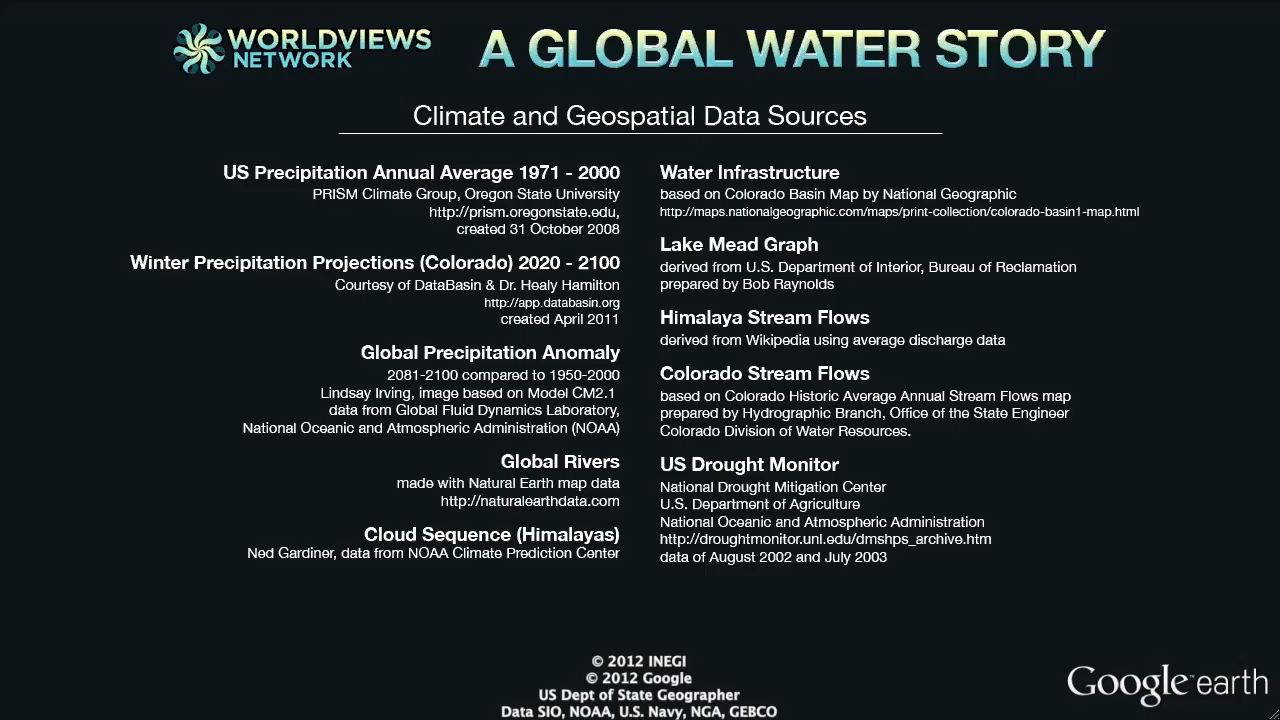 WORLDVIEWS
NETWORK
A GLOBAL WATER STORY
Climate and Geospatial Data Sources
US Precipitation Annual Average 1971 - 2000
PRISM Climate Group, Oregon State University
http://prism.oregonstate.edu,
created 31 October 2008
Winter Precipitation Projections (Colorado) 2020 - 2100
Courtesy of DataBasin & Dr. Healy Hamilton
http://app.databasin.org
created April 2011
Global Precipitation Anomaly
2081-2100 compared to 1950-2000
Lindsay Irving, image based on Model CM2.1
data from Global Fluid Dynamics Laboratory,
National Oceanic and Atmospheric Administration (NOAA)
Global Rivers
made with Natural Earth map data
http://naturalearthdata.com
Cloud Sequence (Himalayas)
Ned Gardiner, data from NOAA Climate Prediction Center
Water Infrastructure
based on Colorado Basin Map by National Geographic
http://maps.nationalgeographic.com/maps/print-collection/colorado-basin1-map.html
Lake Mead Graph
derived from U.S. Department of Interior, Bureau of Reclamation
prepared by Bob Raynolds
Himalaya Stream Flows
derived from Wikipedia using average discharge data
Colorado Stream Flows
based on Colorado Historic Average Annual Stream Flows map
prepared by Hydrographic Branch, Office of the State Engineer
Colorado Division of Water Resources.
US Drought Monitor
National Drought Mitigation Center
U.S. Department of Agriculture
National Oceanic and Atmospheric Administration
http://droughtmonitor.unl.edu/dmshps_archive.htm
data of August 2002 and July 2003
© 2012 INEGI
© 2012 Google
US Dept of State Geographer
Data SIO, NOAA, U.S. Navy, NGA, GEBCO
Google™ earth